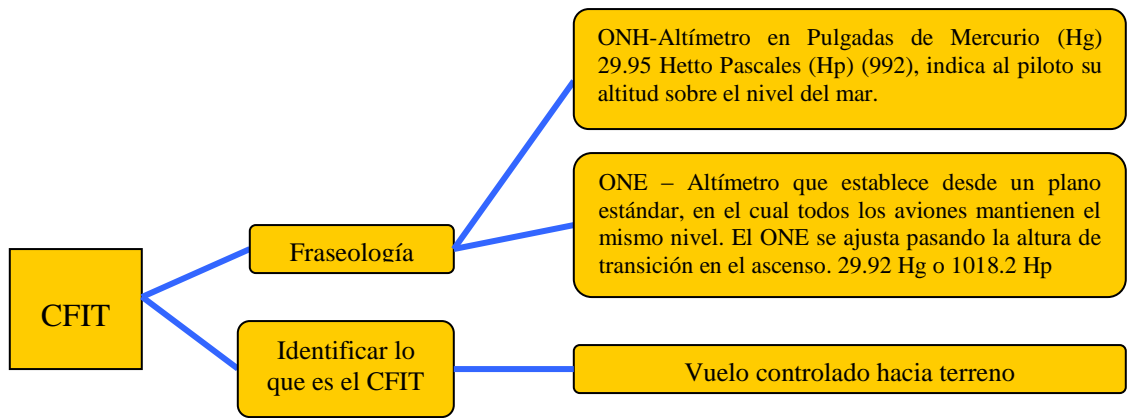 CFIT
Fraseología
ONH-Altímetro en Pulgadas de Mercurio (Hg)
29.95 Hetto Pascales (Hp) (992), indica al piloto su
altitud sobre el nivel del mar.
ONE – Altímetro que establece desde un plano
estándar, en el cual todos los aviones mantienen el
mismo nivel. El ONE se ajusta pasando la altura de
transición en el ascenso. 29.92 Hg o 1018.2 Hp
Identificar lo
que es el CFIT
Vuelo controlado hacia terreno